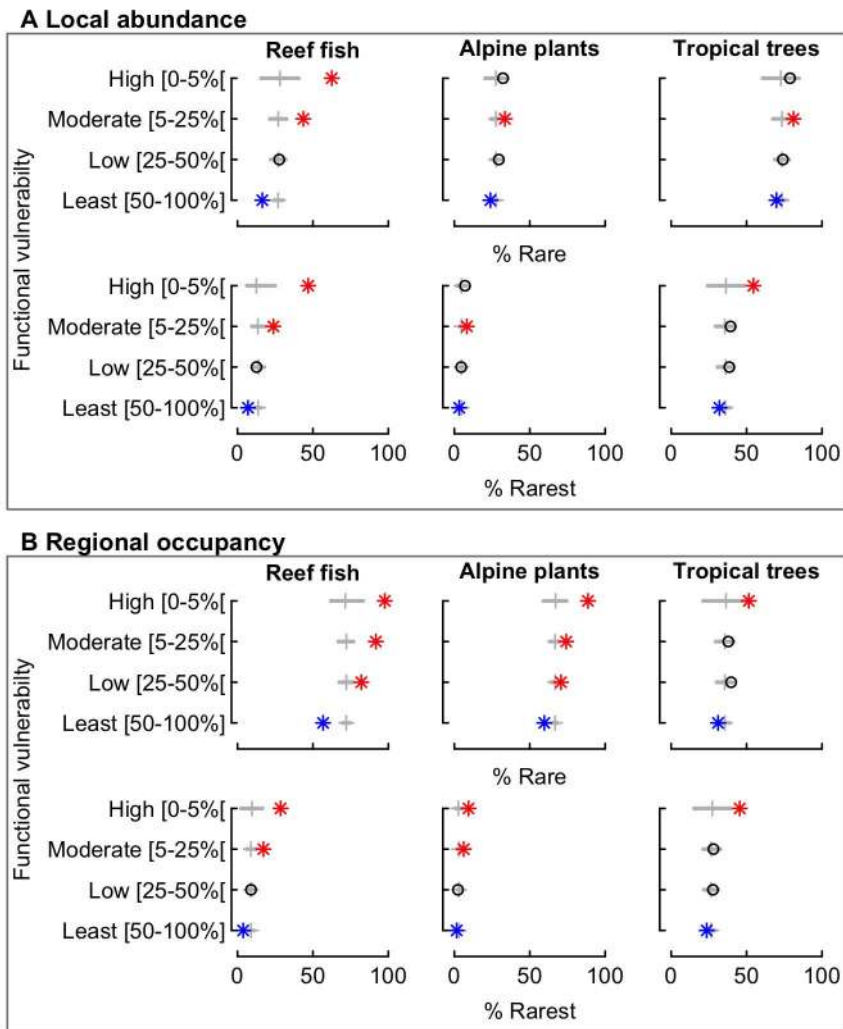 A Local abundance
Reef fish Alpine plants Tropical trees
Functional vulnerabilty
High [0-5%[
Moderate [5-25%[
Low [25-50%[
Least [50-100%]
% Rare
High [0-5%[
Moderate [5-25%[
Low [25-50%[
Least [50-100%]
0 50 100 0 50 100 0 50 100
% Rarest
B Regional occupancy
Reef fish Alpine plants Tropical trees
Functional vulnerabilty
High [0-5%[
Moderate [5-25%[
Low [25-50%[
Least [50-100%]
% Rare
High [0-5%[
Moderate [5-25%[
Low [25-50%[
Least [50-100%]
0 50 100 0 50 100 0 50 100
% Rarest